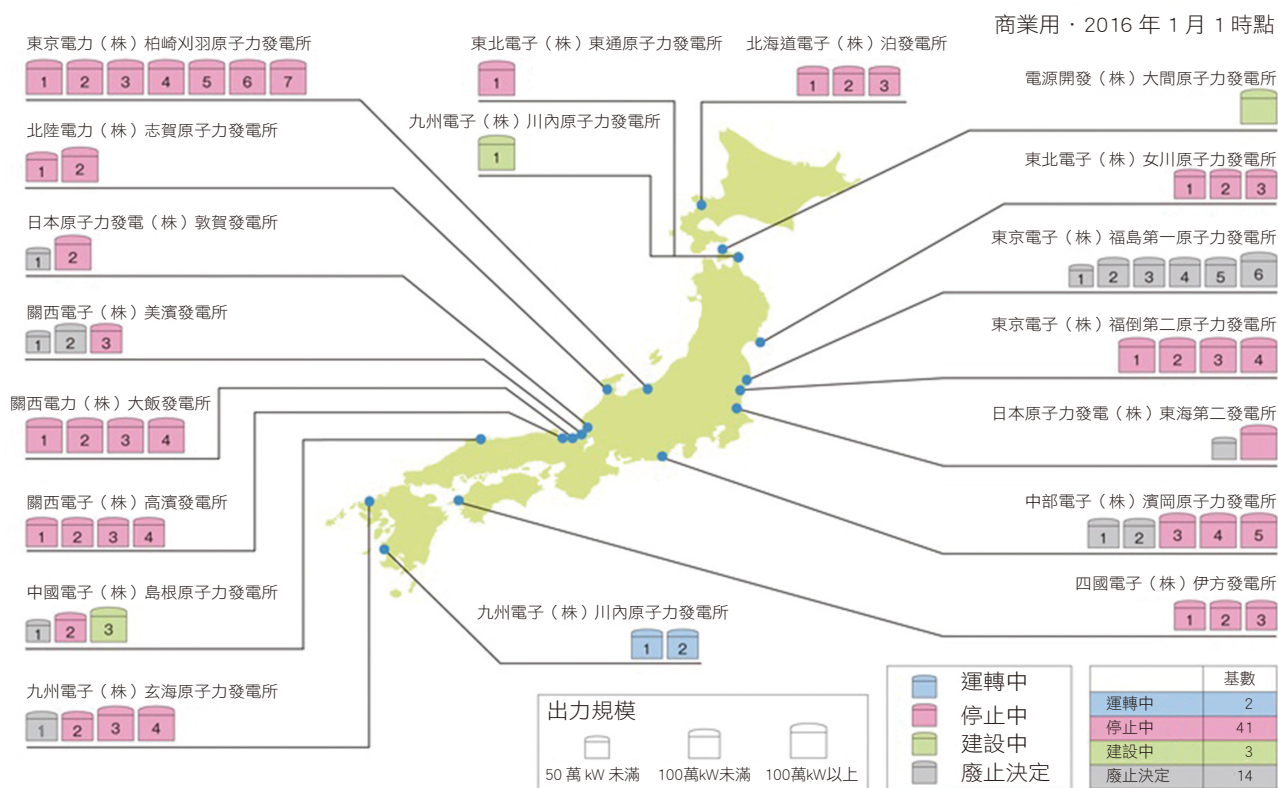 商業用・2016 年 1 月 1 時點
東京電力（株）柏崎刈羽原子力發電所
1 2 3 4 5 6 7
東北電子（株）東通原子力發電所
1
北海道電子（株）泊發電所
1 2 3
電源開發（株）大間原子力發電所
北陸電力（株）志賀原子力發電所
1 2
九州電子（株）川內原子力發電所
1
東北電子（株）女川原子力發電所
1 2 3
日本原子力發電（株）敦賀發電所
1 2
東京電子（株）福島第一原子力發電所
1 2 3 4 5 6
關西電子（株）美濱發電所
1 2 3
東京電子（株）福倒第二原子力發電所
1 2 3 4
關西電力（株）大飯發電所
1 2 3 4
日本原子力發電（株）東海第二發電所
關西電子（株）高濱發電所
1 2 3 4
中部電子（株）濱岡原子力發電所
1 2 3 4 5
中國電子（株）島根原子力發電所
1 2 3
九州電子（株）川內原子力發電所
1 2
四國電子（株）伊方發電所
1 2 3
九州電子（株）玄海原子力發電所
1 2 3 4
出力規模
50 萬 kW 未滿 100萬kW未滿 100萬kW以上
運轉中
停止中
建設中
廢止決定
基數
運轉中 2
停止中 41
建設中 3
廢止決定 14